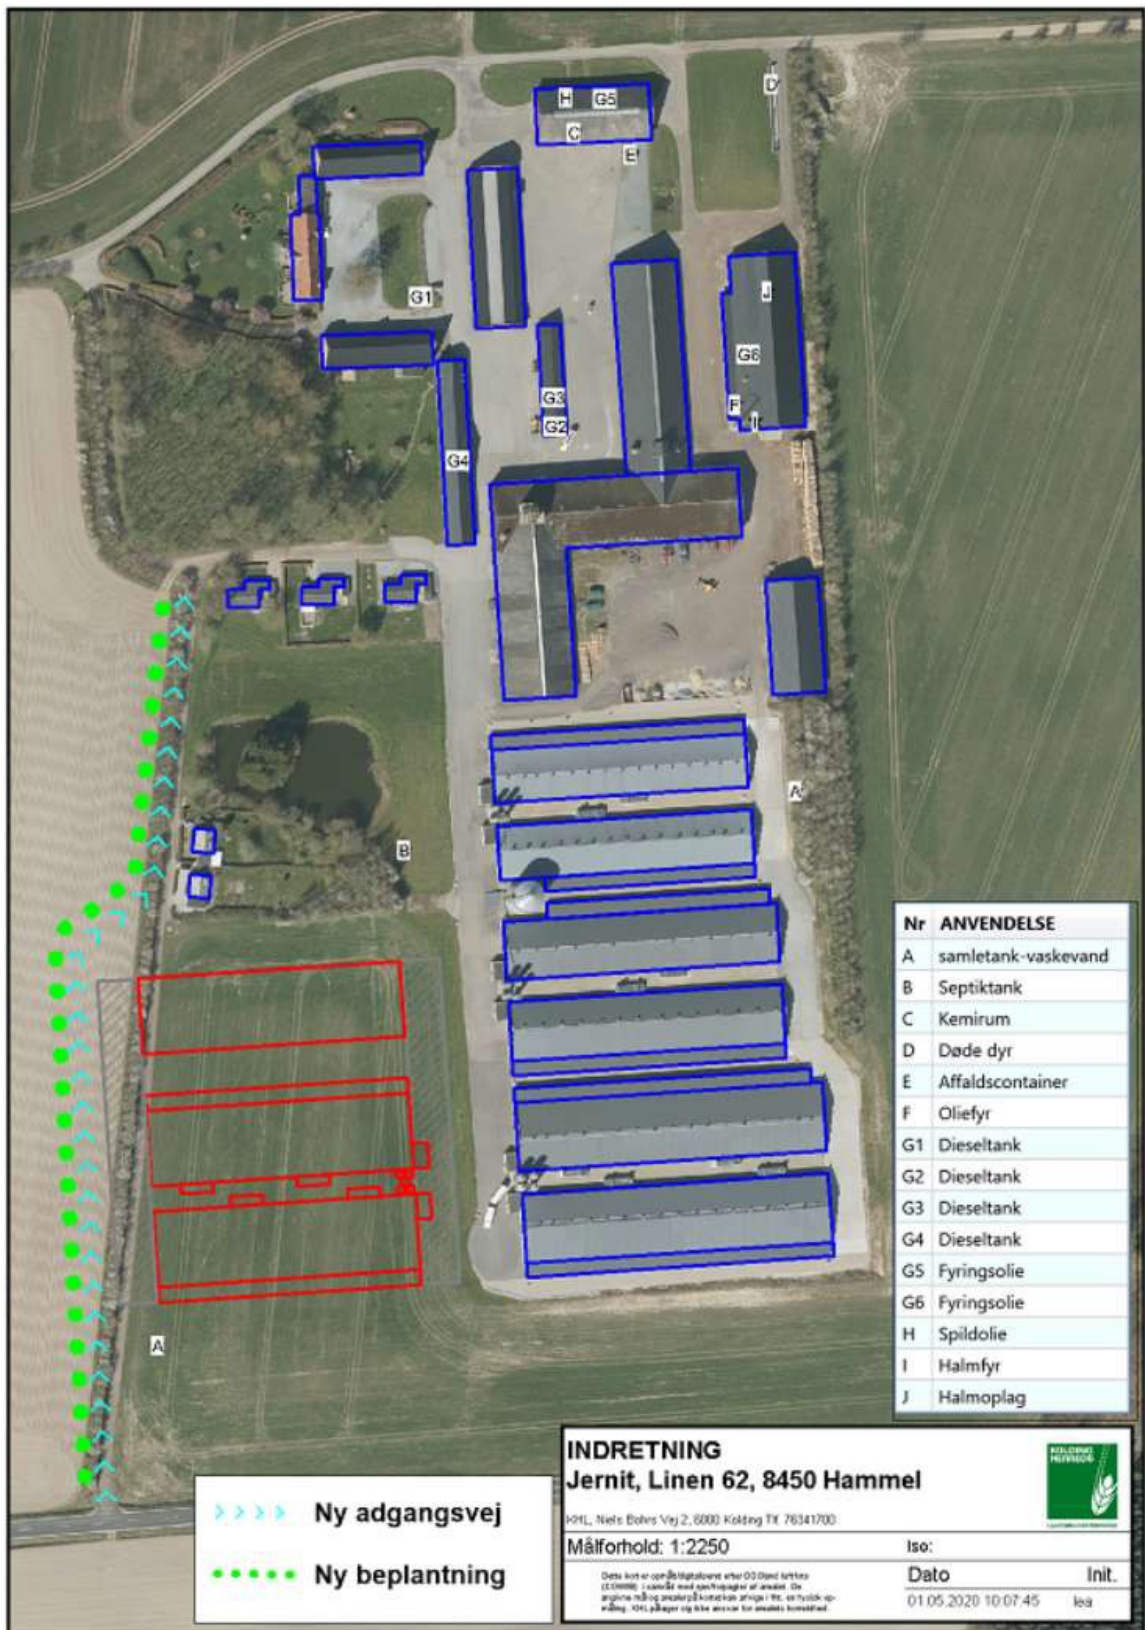 D
H G5
C
E
G1
J
G6
G3
F
I
G2
G4
A
B
A
Nr ANVENDELSE
A samletank-vaskevand
B Septiktank
C Kemirum
D Døde dyr
E Affaldscontainer
F Oliefyr
G1 Dieseltank
G2 Dieseltank
G3 Dieseltank
G4 Dieseltank
G5 Fyringsolie
G6 Fyringsolie
H Spildolie
I Halmfyr
J Halmoplag
Ny adgangsvej
Ny beplantning
INDRETNING
Jernit, Linen 62, 8450 Hammel
KOLDING
HERREDS
KHL, Niels Bohrs Vej 2, 6000 Kolding Tlf. 76341700
Målforhold: 1:2250 Iso:
Dato Init.
01.05.2020 10:07:45 lea